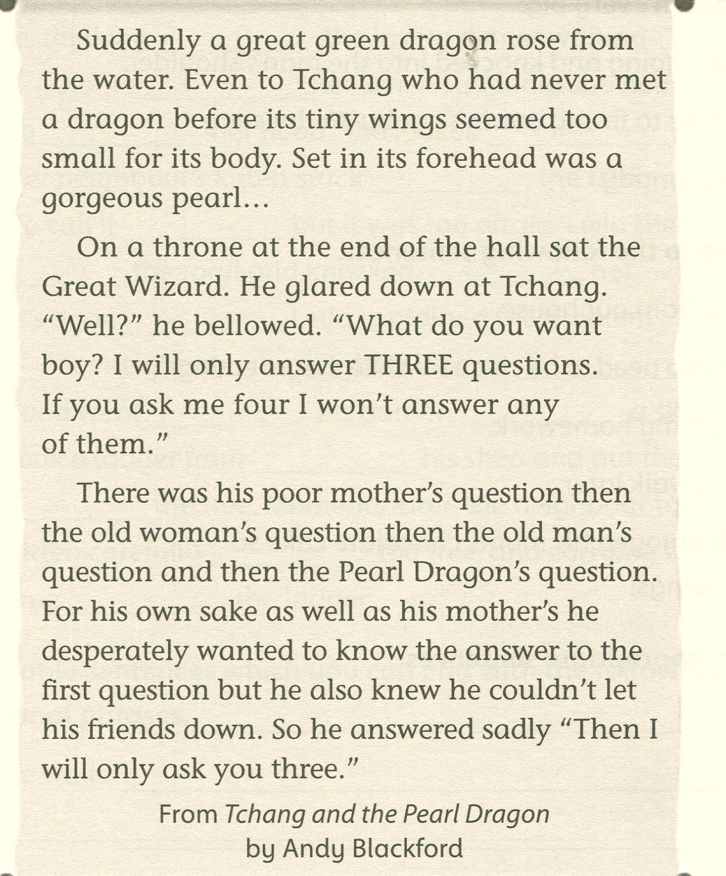 Suddenly a great green dragon rose from
the water. Even to Tchang who had never met
a dragon before its tiny wings seemed too
small for its body. Set in its forehead was a
gorgeous pearl...
On a throne at the end of the hall sat the
Great Wizard. He glared down at Tchang.
“Well?” he bellowed. “What do you want
boy? I will only answer THREE questions.
If you ask me four I won’t answer any
of them.”
There was his poor mother’s question then
the old woman’s question then the old man’s
question and then the Pearl Dragon’s question.
For his own sake as well as his mother’s he
desperately wanted to know the answer to the
first question but he also knew he couldn’t let
his friends down. So he answered sadly “Then I
will only ask you three.”
From Tchang and the Pearl Dragon
by Andy Blackford